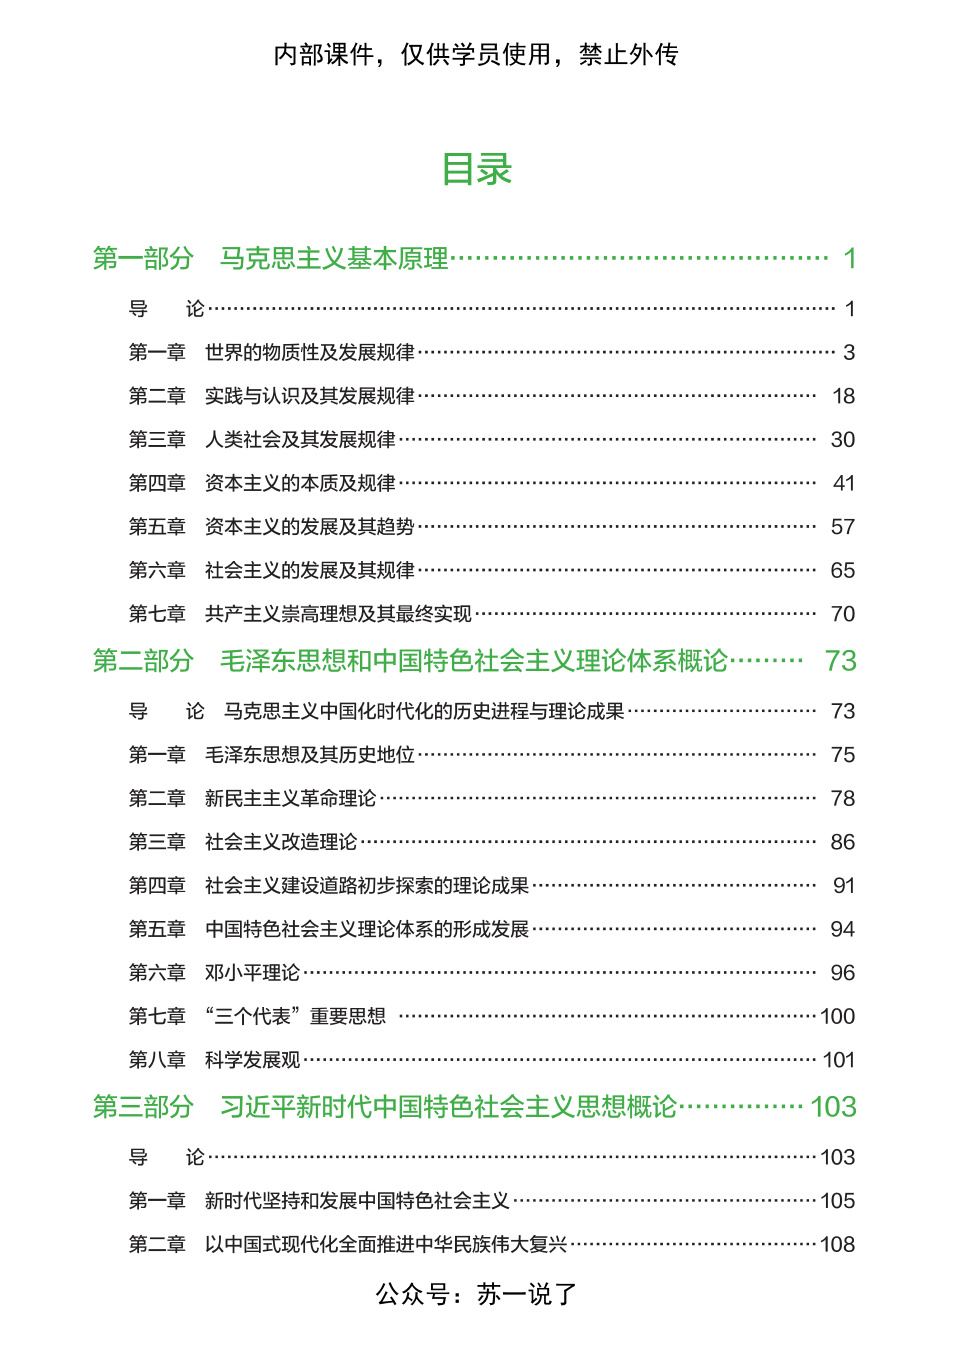 内部课件，仅供学员使用，禁止外传
目录
第一部分 马克思主义基本原理………………………………………… 1
导 论………………………………………………………………………… 1
第一章 世界的物质性及发展规律……………………………………………… 3
第二章 实践与认识及其发展规律…………………………………………… 18
第三章 人类社会及其发展规律……………………………………………… 30
第四章 资本主义的本质及规律……………………………………………… 41
第五章 资本主义的发展及其趋势…………………………………………… 57
第六章 社会主义的发展及其规律…………………………………………… 65
第七章 共产主义崇高理想及其最终实现…………………………………… 70
第二部分 毛泽东思想和中国特色社会主义理论体系概论……… 73
导 论 马克思主义中国化时代化的历史进程与理论成果…………………… 73
第一章 毛泽东思想及其历史地位…………………………………………… 75
第二章 新民主主义革命理论………………………………………………… 78
第三章 社会主义改造理论…………………………………………………… 86
第四章 社会主义建设道路初步探索的理论成果…………………………… 91
第五章 中国特色社会主义理论体系的形成发展…………………………… 94
第六章 邓小平理论…………………………………………………………… 96
第七章 “三个代表”重要思想 ………………………………………………100
第八章 科学发展观……………………………………………………………101
第三部分 习近平新时代中国特色社会主义思想概论……………103
导 论…………………………………………………………………………103
第一章 新时代坚持和发展中国特色社会主义………………………………105
第二章 以中国式现代化全面推进中华民族伟大复兴………………………108
公众号：苏一说了